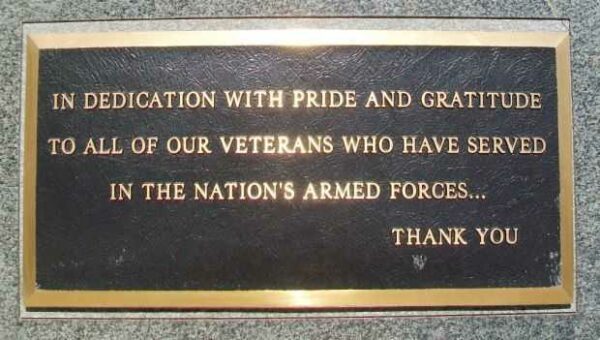 IN DEDICATION WITH PRIDE AND GRATITUDE
TO ALL OF OUR VETERANS WHO HAVE SERVED
IN THE NATION'S ARMED FORCES...
THANK YOU